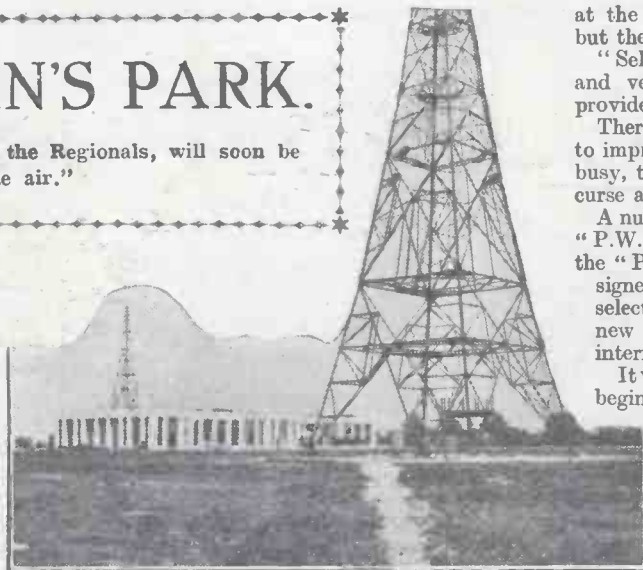 N'S PARK.
the Regionals, will soon be
e air."
at the
but the
"Sel
and ve
provide
Ther
to impr
busy, t
curse a
A nu
"P.W.
the "P
signe
select
new
inter
It
begin